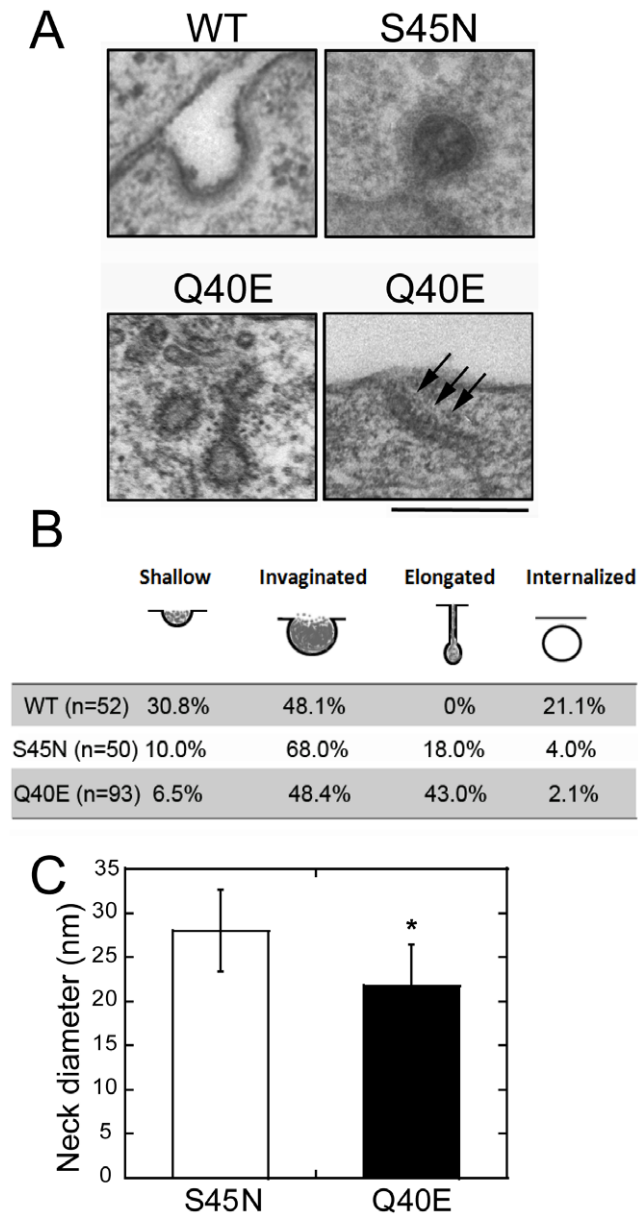 A
WT S45N
Q40E Q40E
B
Shallow Invaginated Elongated Internalized
WT (n=52) 30.8% 48.1% 0% 21.1%
S45N (n=50) 10.0% 68.0% 18.0% 4.0%
Q40E (n=93) 6.5% 48.4% 43.0% 2.1%
C
Neck diameter (nm)
35
30
25
20
15
10
5
0
*
S45N Q40E